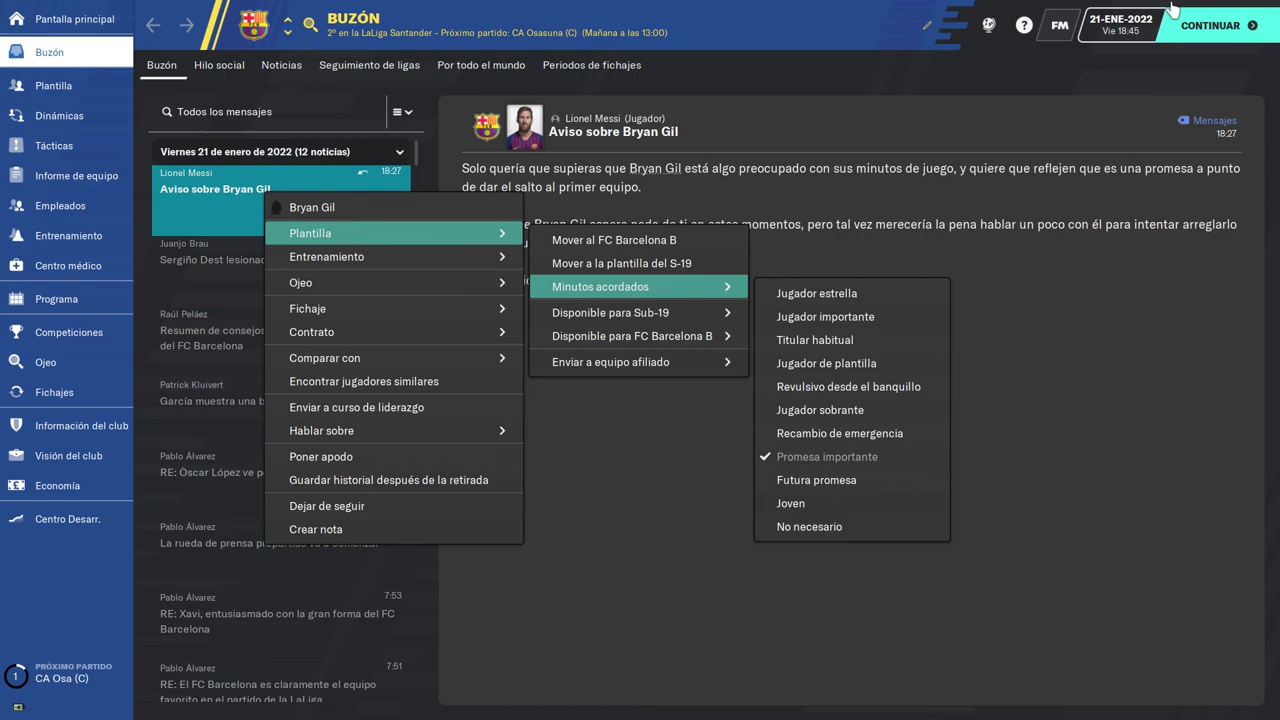 Pantalla principal
Buzón
Plantilla
Dinámicas
Tácticas
Informe de equipo
Empleados
Entrenamiento
Centro médico
Programa
Competiciones
Ojeo
Fichajes
Información del club
Visión del club
Economía
Centro Desarr.
PRÓXIMO PARTIDO
CA Osa (C)
1
BUZÓN
2º en la LaLiga Santander - Próximo partido: CA Osasuna (C) (Mañana a las 13:00)
FM
21-ENE-2022
Vie 18:45
CONTINUAR
Buzón Hilo social Noticias Seguimiento de ligas Por todo el mundo Periodos de fichajes
Todos los mensajes
Viernes 21 de enero de 2022 (12 noticias)
Lionel Messi 18:27
Aviso sobre Bryan Gil
Juanjo Brau
Sergiño Dest lesionad
Raúl Peláez
Resumen de consejos
del FC Barcelona
Patrick Kluivert
García muestra una b
Pablo Álvarez
RE: Òscar López ve p
Pablo Álvarez
La rueda de prensa prepartido va a comenzar
Pablo Álvarez 7:53
RE: Xavi, entusiasmado con la gran forma del FC
Barcelona
Pablo Álvarez 7:51
RE: El FC Barcelona es claramente el equipo
favorito en el partido de la LaLiga
Lionel Messi (Jugador)
Aviso sobre Bryan Gil
Mensajes
18:27
Solo quería que supieras que Bryan Gil está algo preocupado con sus minutos de juego, y quiere que reflejen que es una promesa a punto
de dar el salto al primer equipo.
e Bryan Gil espera nada de ti en estos momentos, pero tal vez merecería la pena hablar un poco con él para intentar arreglarlo
Bryan Gil
Plantilla
Entrenamiento
Ojeo
Fichaje
Contrato
Comparar con
Encontrar jugadores similares
Enviar a curso de liderazgo
Hablar sobre
Poner apodo
Guardar historial después de la retirada
Dejar de seguir
Crear nota
Mover al FC Barcelona B
Mover a la plantilla del S-19
Minutos acordados
Disponible para Sub-19
Disponible para FC Barcelona B
Enviar a equipo afiliado
Jugador estrella
Jugador importante
Titular habitual
Jugador de plantilla
Revulsivo desde el banquillo
Jugador sobrante
Recambio de emergencia
Promesa importante
Futura promesa
Joven
No necesario